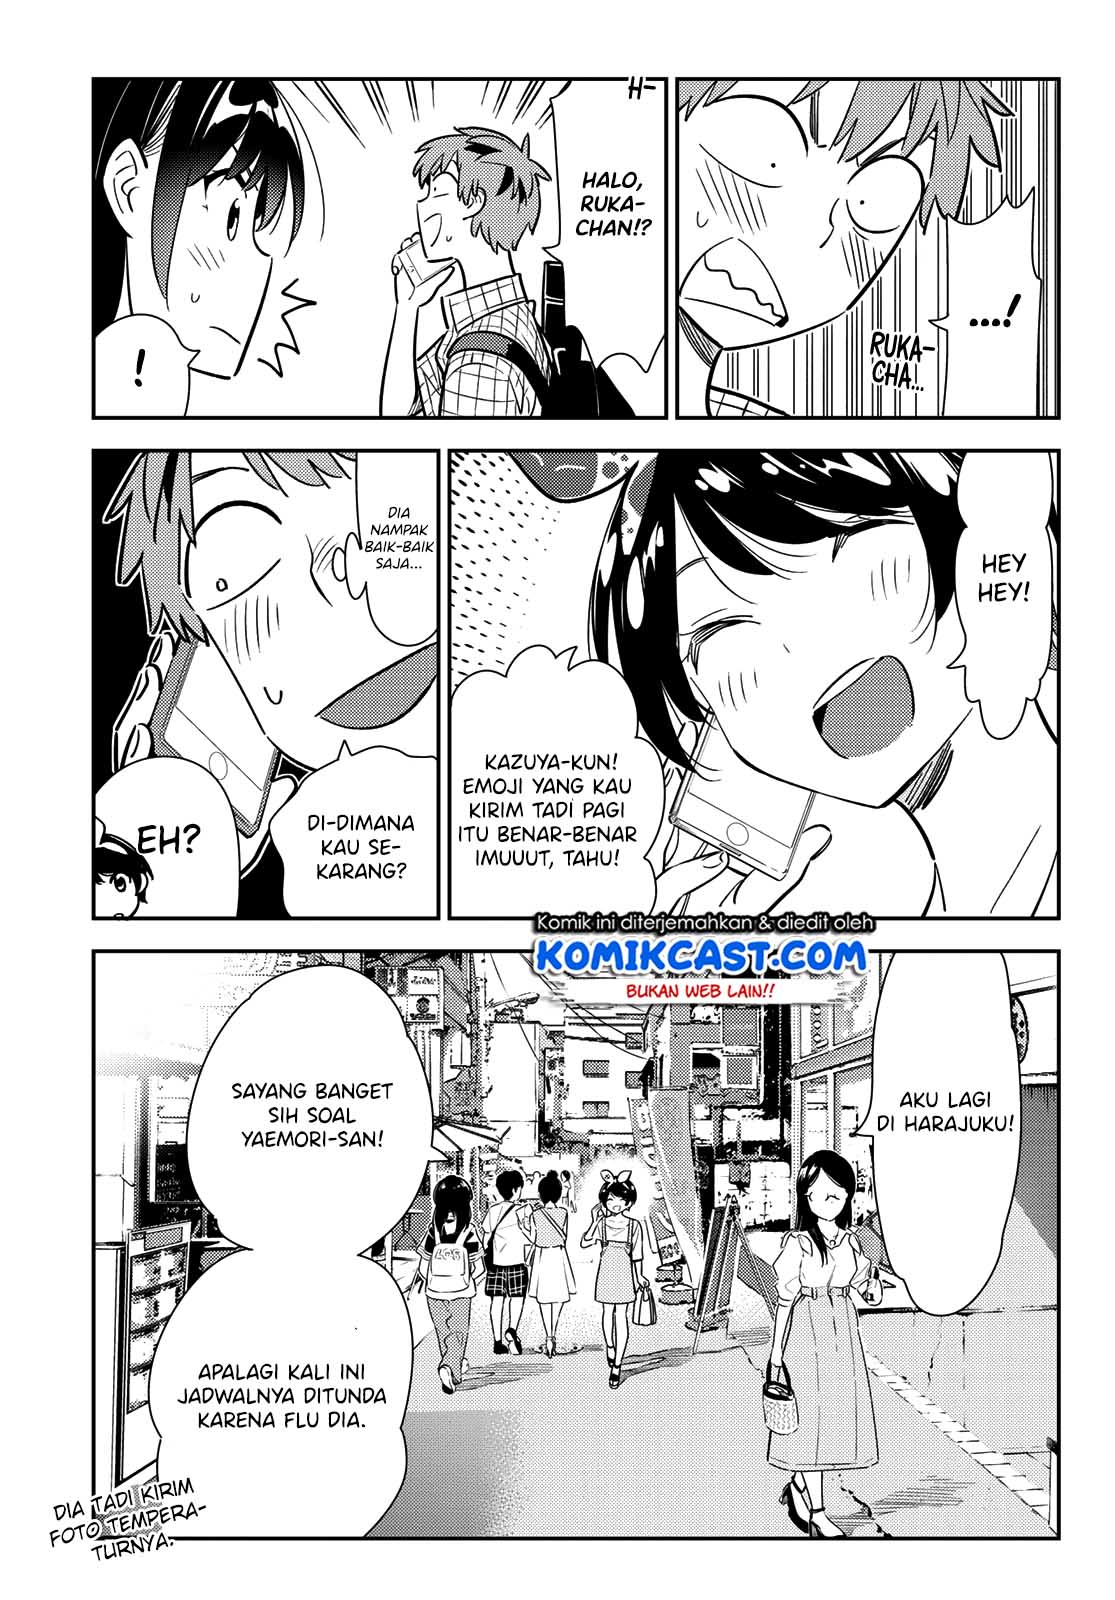 ....!
RUKA-
CHA...
H-
HALO,
RUKA-
CHAN!?
!
HEY
HEY!
KAZUYA-KUN!
EMOJI YANG KAU
KIRIM TADI PAGI
ITU BENAR-BENAR
IMUUUT, TAHU!
DIA
NAMPAK
BAIK-BAIK
SAJA...
DI-DIMANA
KAU SE-
KARANG?
EH?
Komik ini diterjemahkan & diedit oleh
KOMIKCAST.COM
BUKAN WEB LAIN!!
AKU LAGI
DI HARAJUKU!
SAYANG BANGET
SIH SOAL
YAEMORI-SAN!
APALAGI KALI INI
JADWALNYA DITUNDA
KARENA FLU DIA.
DIA TADI KIRIM
FOTO TEMPERA-
TURNYA.